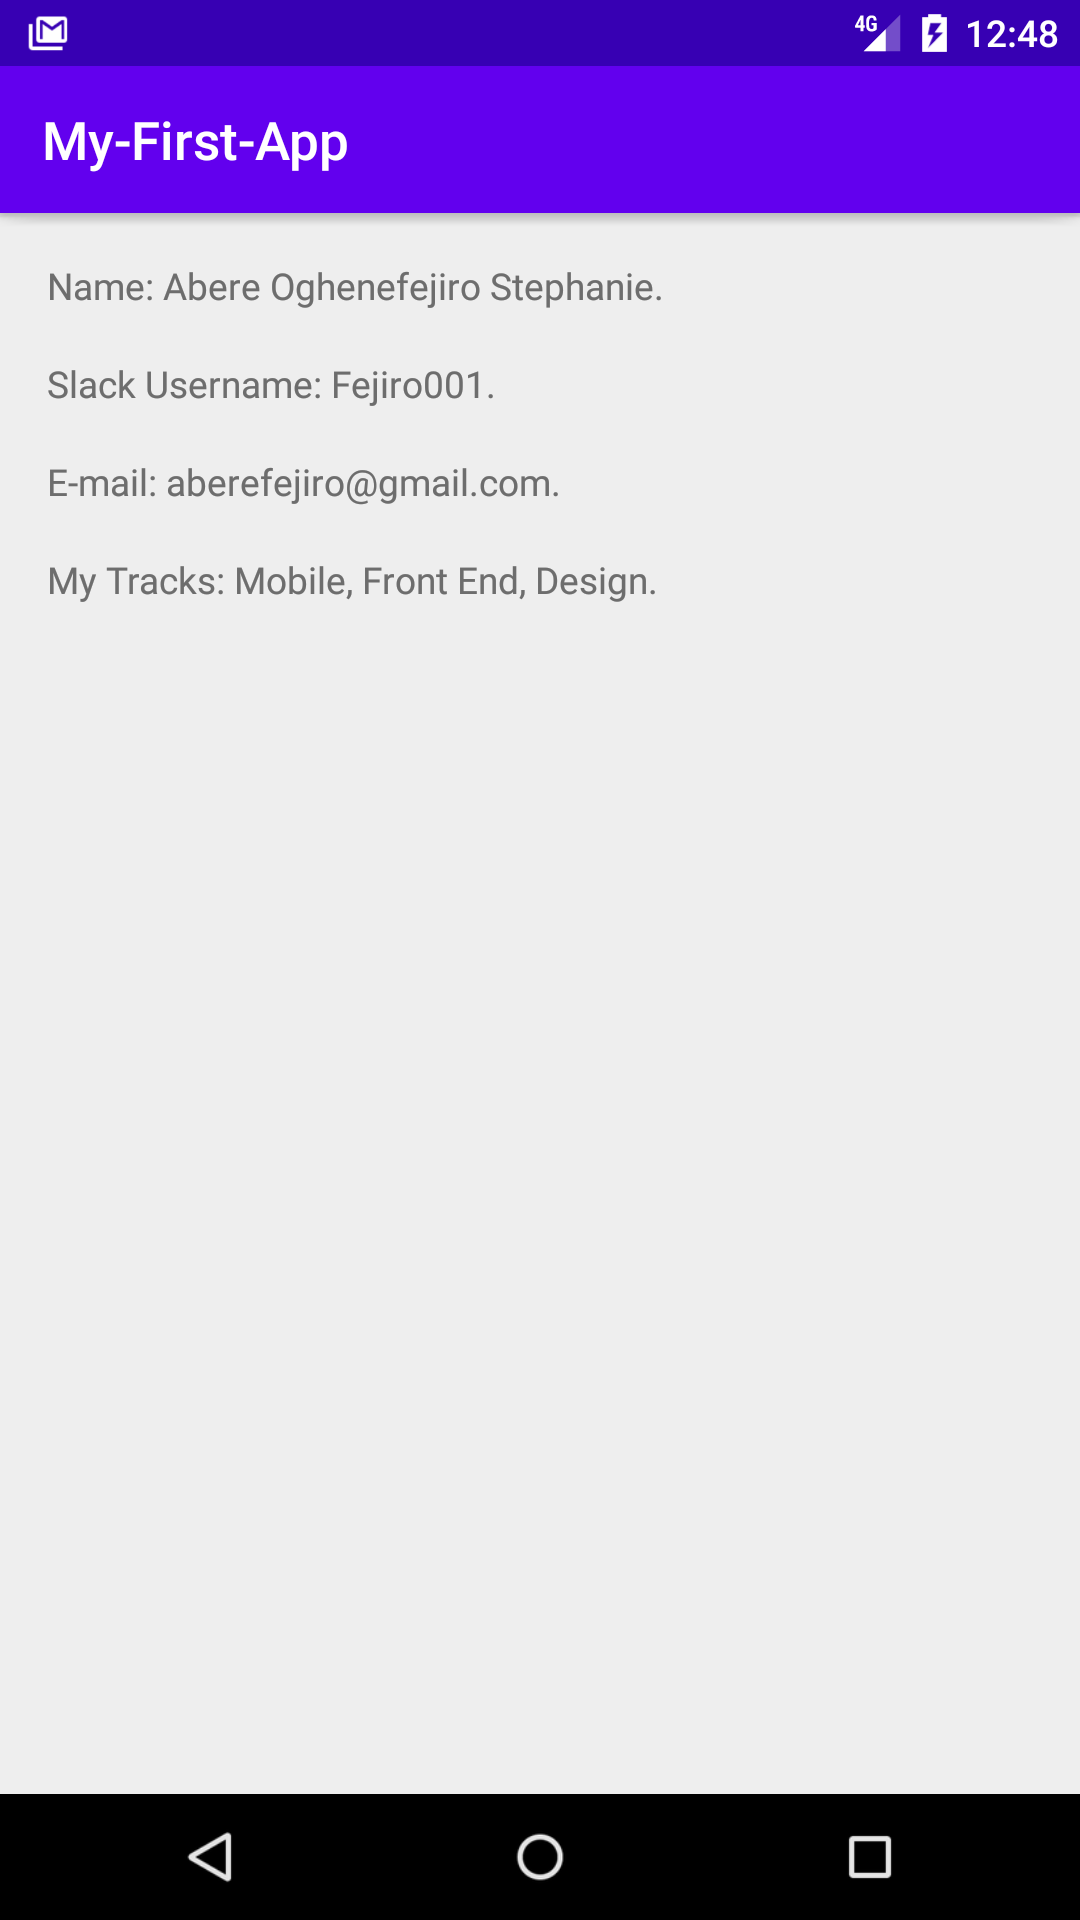 4G 12:48
My-First-App
Name: Abere Oghenefejiro Stephanie.
Slack Username: Fejiro001.
E-mail: aberefejiro@gmail.com.
My Tracks: Mobile, Front End, Design.